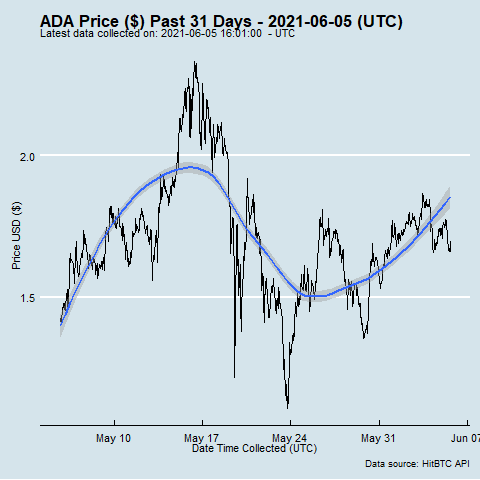 ADA Price ($) Past 31 Days - 2021-06-05 (UTC)
Latest data collected on: 2021-06-05 16:01:00  - UTC
2.0
1.5
Price USD ($)
May 10 May 17 May 24 May 31 Jun 07
Date Time Collected (UTC)
Data source: HitBTC API